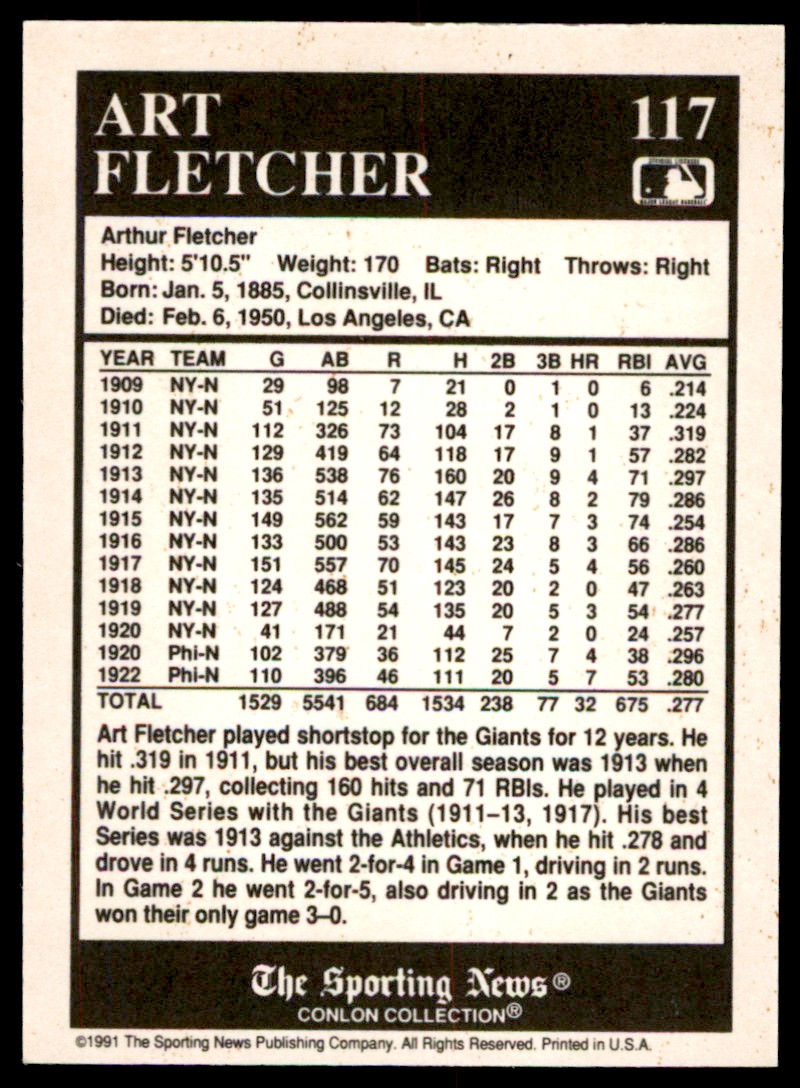 ART
FLETCHER
117
OFFICIAL LICENSEE
MAJOR LEAGUE BASEBALL
Arthur Fletcher
Height: 5'10.5" Weight: 170 Bats: Right Throws: Right
Born: Jan. 5, 1885, Collinsville, IL
Died: Feb. 6, 1950, Los Angeles, CA
YEAR TEAM G AB R H 2B 3B HR RBI AVG
1909 NY-N 29 98 7 21 0 1 0 6 .214
1910 NY-N 51 125 12 28 2 1 0 13 .224
1911 NY-N 112 326 73 104 17 8 1 37 .319
1912 NY-N 129 419 64 118 17 9 1 57 .282
1913 NY-N 136 538 76 160 20 9 4 71 .297
1914 NY-N 135 514 62 147 26 8 2 79 .286
1915 NY-N 149 562 59 143 17 7 3 74 .254
1916 NY-N 133 500 53 143 23 8 3 66 .286
1917 NY-N 151 557 70 145 24 5 4 56 .260
1918 NY-N 124 468 51 123 20 2 0 47 .263
1919 NY-N 127 488 54 135 20 5 3 54 .277
1920 NY-N 41 171 21 44 7 2 0 24 .257
1920 Phi-N 102 379 36 112 25 7 4 38 .296
1922 Phi-N 110 396 46 111 20 5 7 53 .280
TOTAL 1529 5541 684 1534 238 77 32 675 .277
Art Fletcher played shortstop for the Giants for 12 years. He
hit .319 in 1911, but his best overall season was 1913 when
he hit .297, collecting 160 hits and 71 RBIs. He played in 4
World Series with the Giants (1911–13, 1917). His best
Series was 1913 against the Athletics, when he hit .278 and
drove in 4 runs. He went 2-for-4 in Game 1, driving in 2 runs.
In Game 2 he went 2-for-5, also driving in 2 as the Giants
won their only game 3–0.
The Sporting News®
CONLON COLLECTION®
©1991 The Sporting News Publishing Company. All Rights Reserved. Printed in U.S.A.